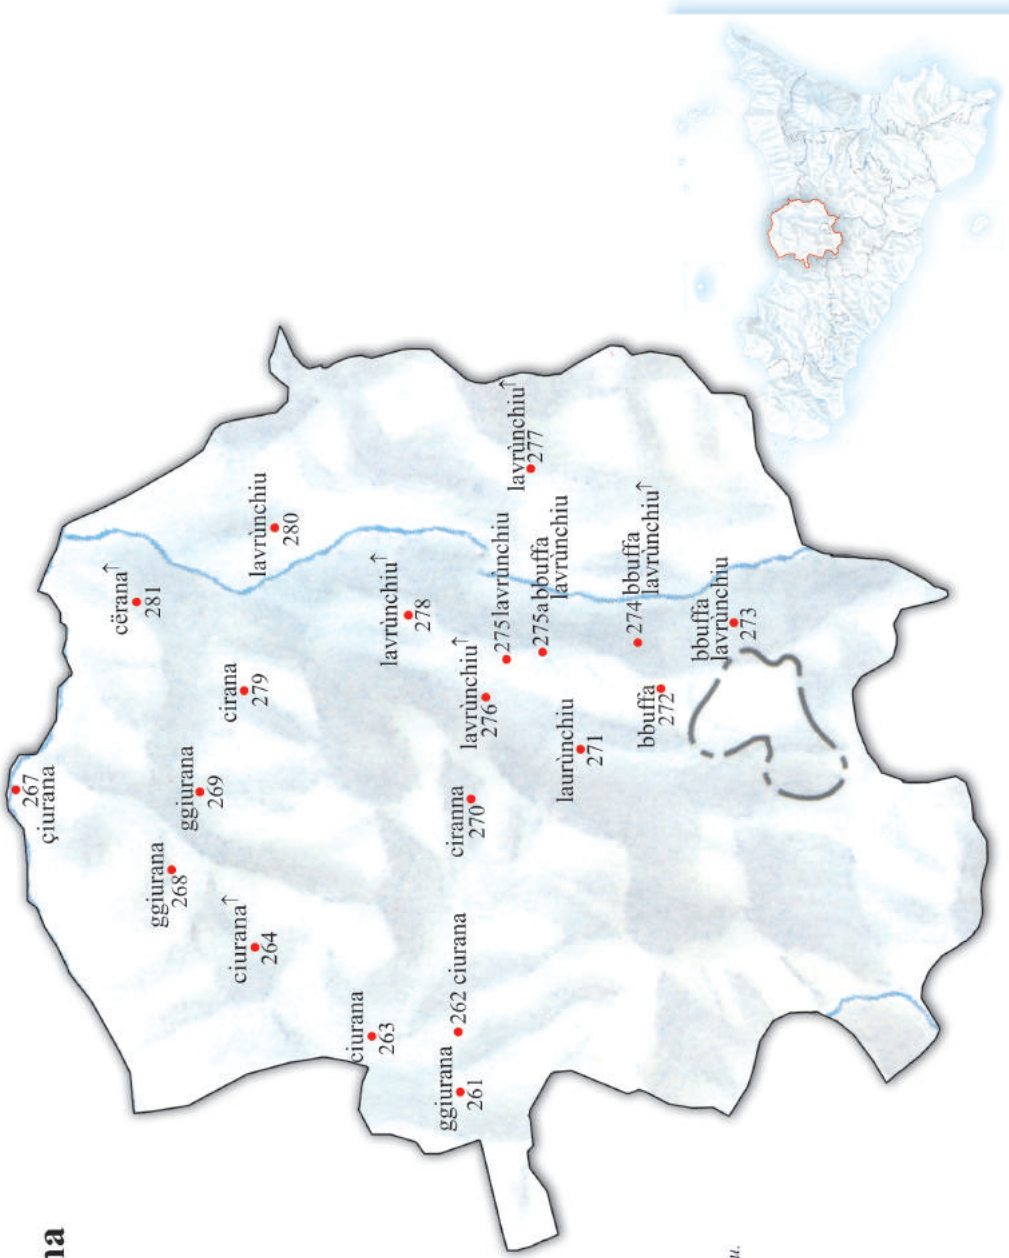 na
267
çiurana
cërana↑
281
ggiurana
268
ggiurana
269
cirana
279
lavrùnchiu
280
ciurana↑
264
lavrùnchiu↑
278
ciurana
263
262 ciurana
ggiurana
261
cirama
270
lavrùnchiu↑
276
275 lavrùnchiu
lavrùnchiu↑
277
275a bbuffa
lavrùnchiu
laurùnchiu
271
274 bbuffa
lavrùnchiu↑
bbuffa
272
bbuffa
lavrùnchiu
273
u.